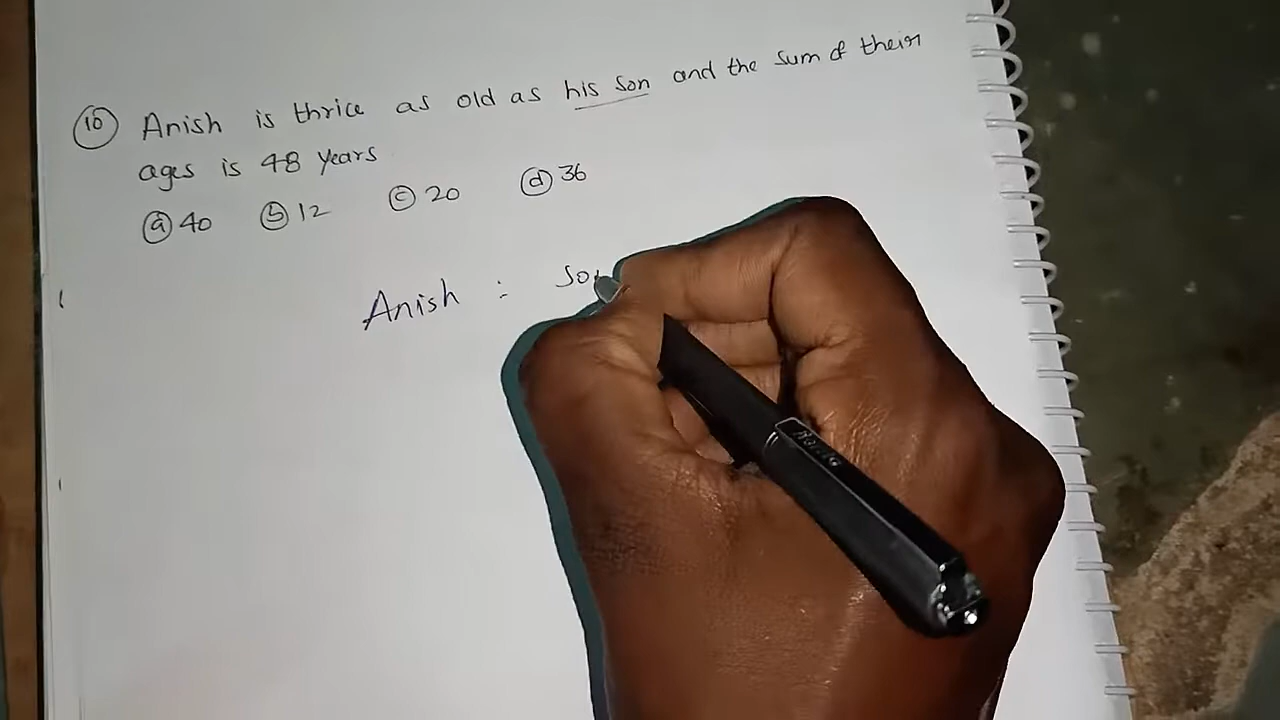 10 Anish is thrice as old as his son and the sum of their
ages is 48 years
a 40 b 12 c 20 d 36
Anish :